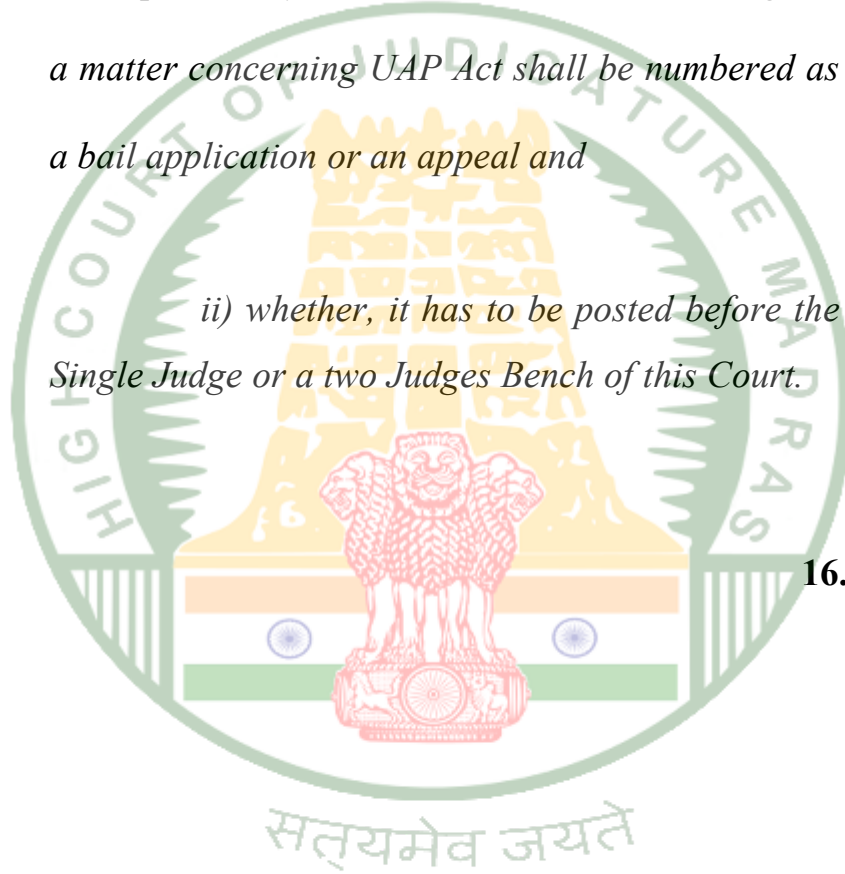 a matter concerning UAP Act shall be numbered as
a bail application or an appeal and
ii) whether, it has to be posted before the
Single Judge or a two Judges Bench of this Court.
16.
HIGH COURT OF JUDICATURE MADRAS
सत्यमेव जयते